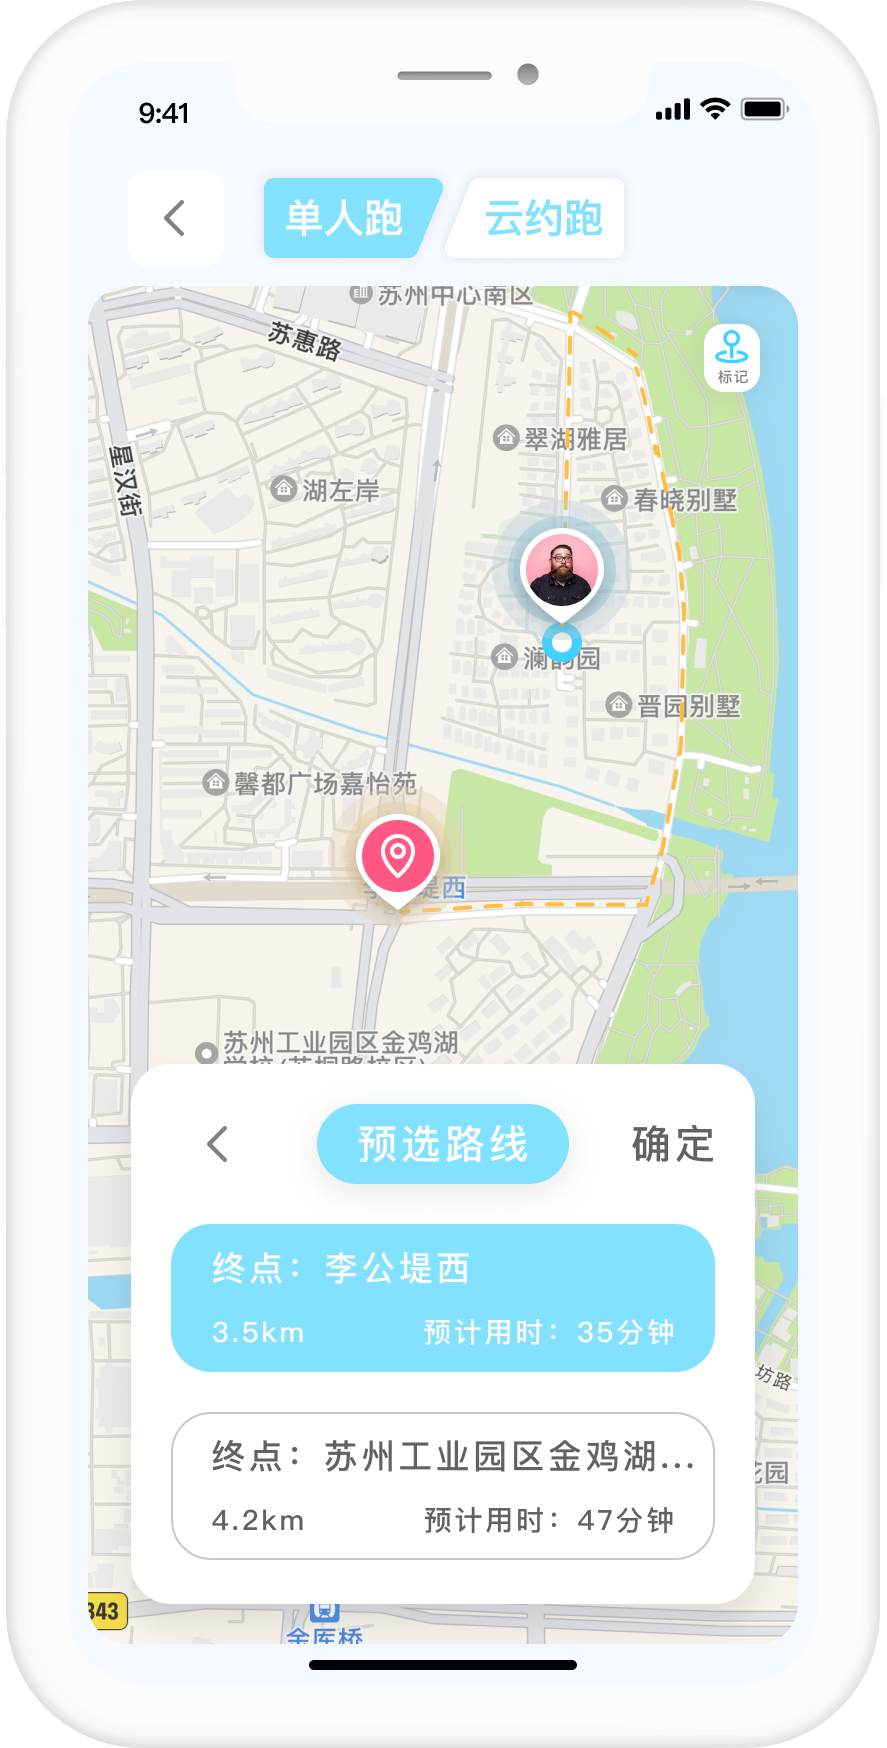 9:41
单人跑
云约跑
苏州中心南区
苏惠路
标记
翠湖雅居
星汉街
湖左岸
春晓别墅
澜韵园
晋园别墅
馨都广场嘉怡苑
李公堤西
苏州工业园区金鸡湖
预选路线
确定
终点：李公堤西
3.5km
预计用时：35分钟
坊路
终点：苏州工业园区金鸡湖...
花园
4.2km
预计用时：47分钟
343